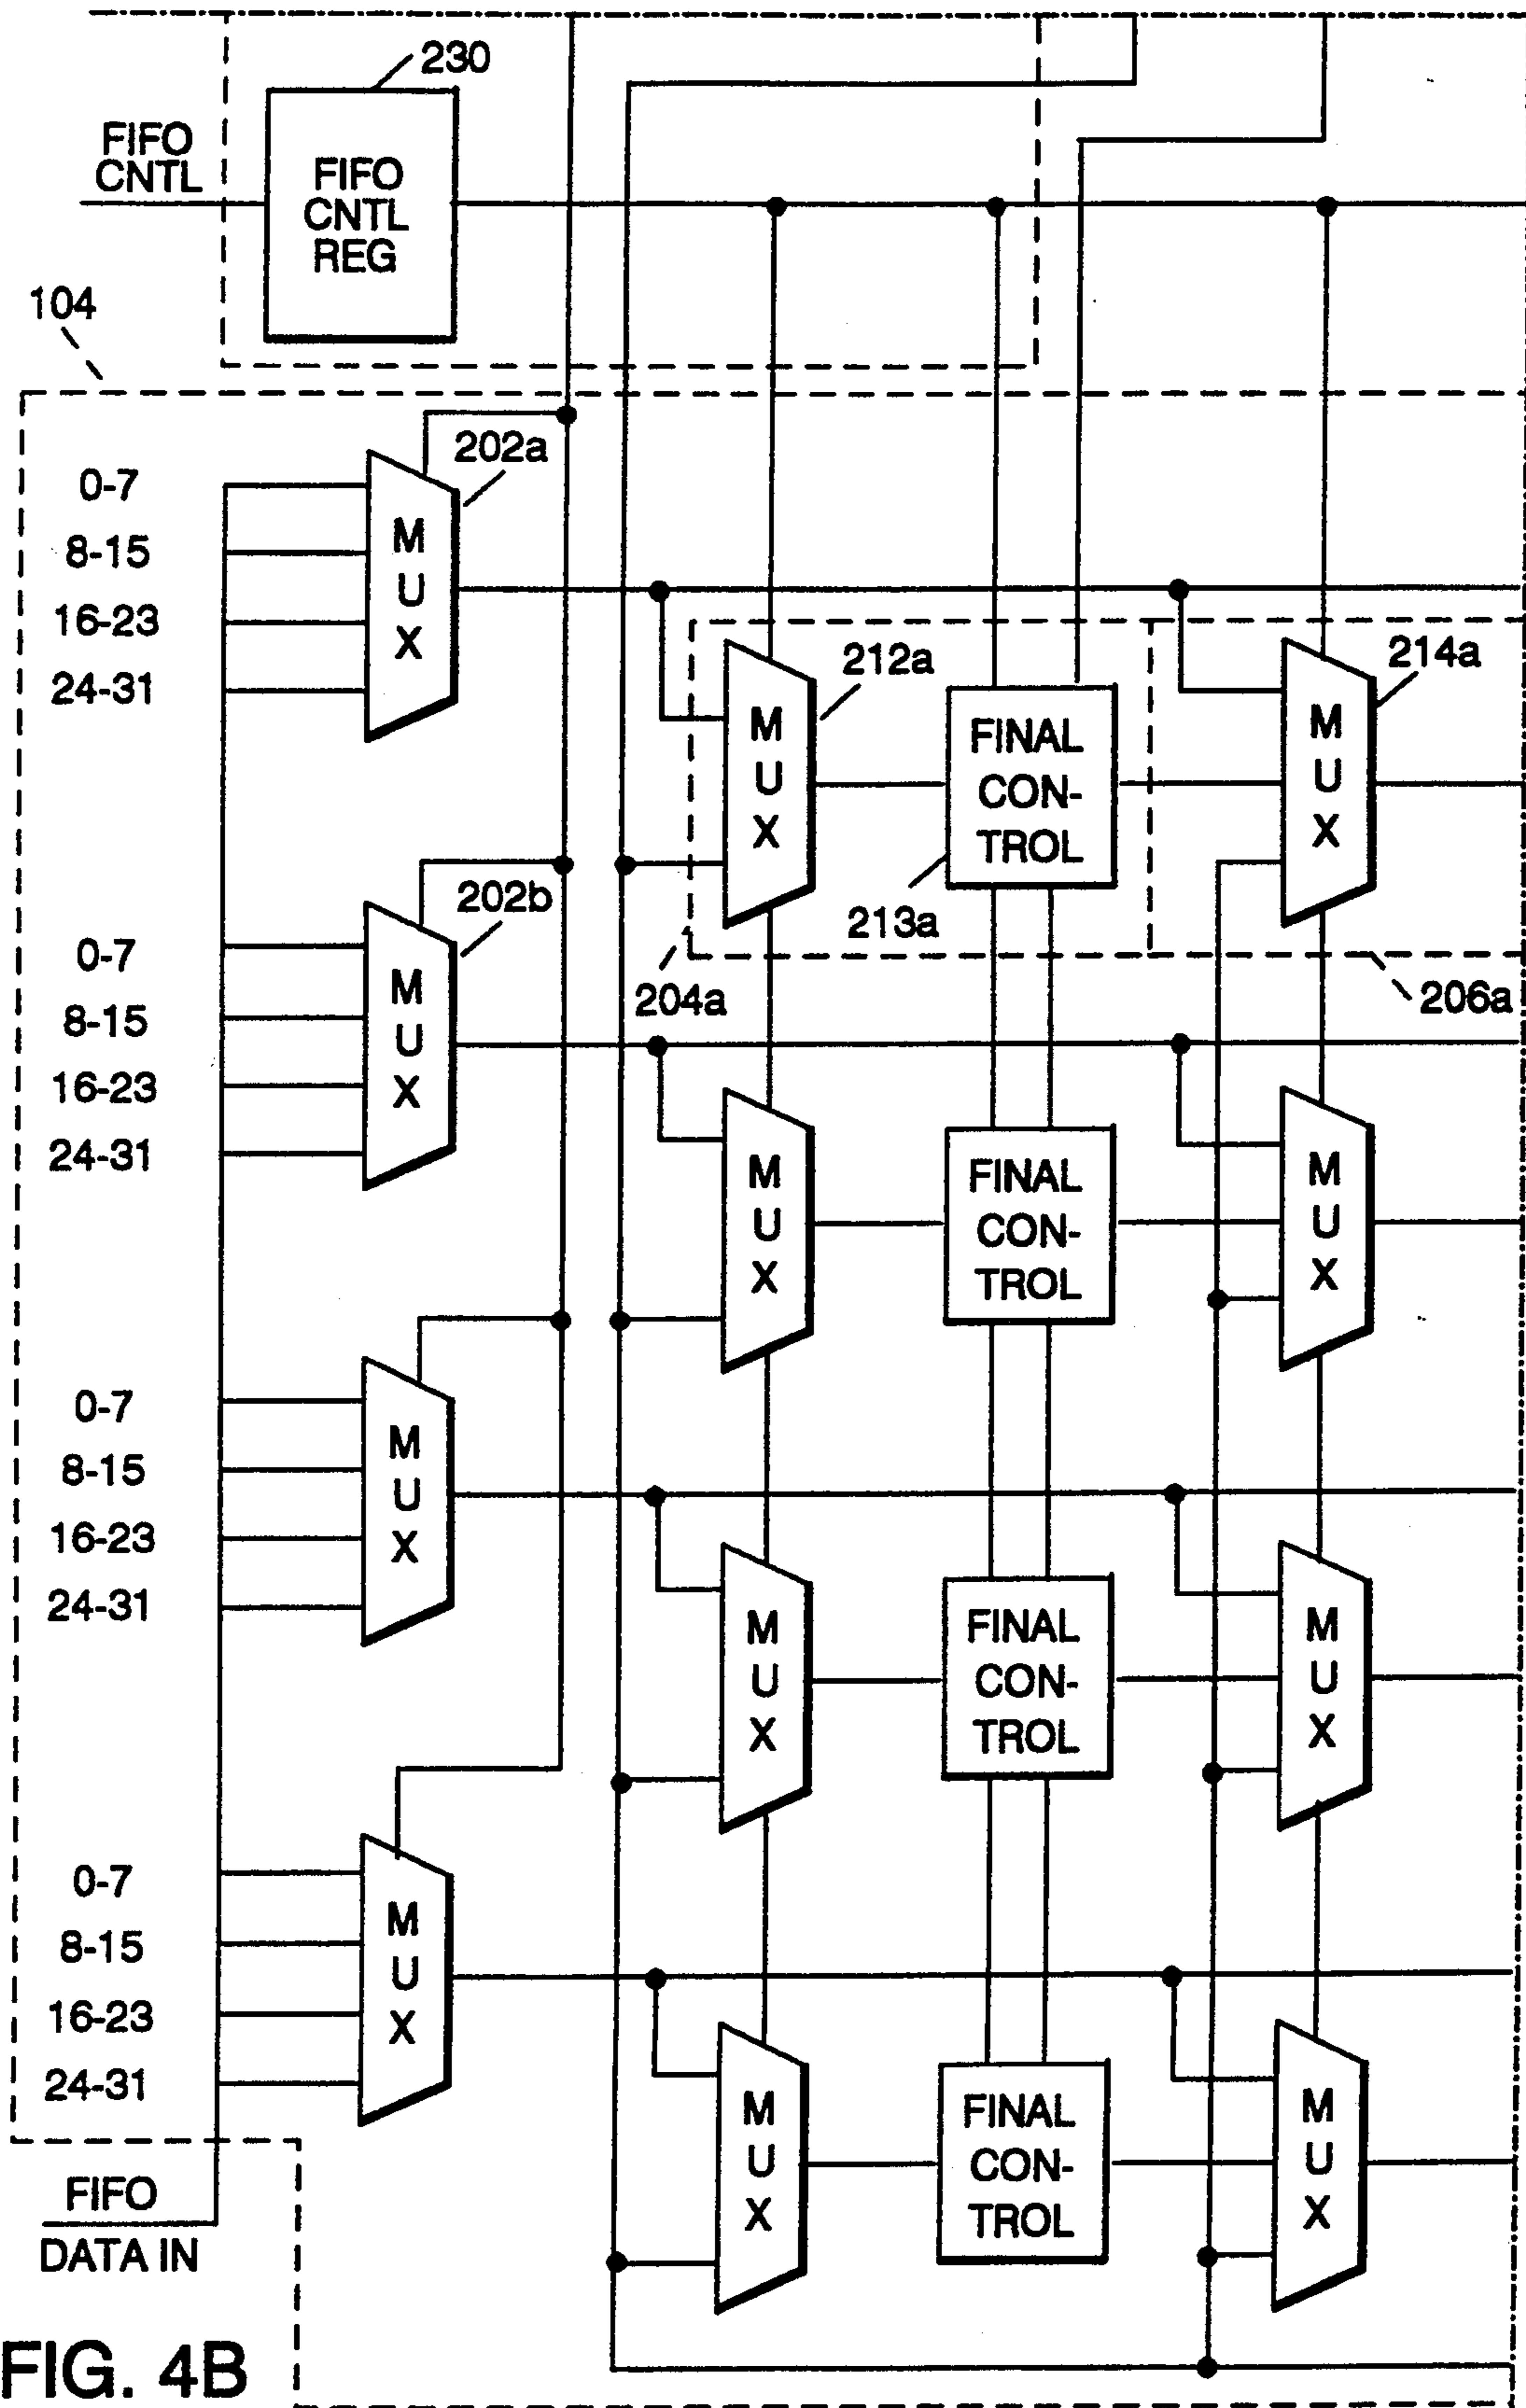 230
FIFO
CNTL
FIFO
CNTL
REG
104
202a
0-7
8-15
16-23
24-31
M
U
X
212a
214a
M
U
X
FINAL
CON-
TROL
M
U
X
213a
204a
206a
202b
0-7
8-15
16-23
24-31
M
U
X
M
U
X
FINAL
CON-
TROL
M
U
X
0-7
8-15
16-23
24-31
M
U
X
M
U
X
FINAL
CON-
TROL
M
U
X
0-7
8-15
16-23
24-31
M
U
X
M
U
X
FINAL
CON-
TROL
M
U
X
FIFO
DATA IN
FIG. 4B